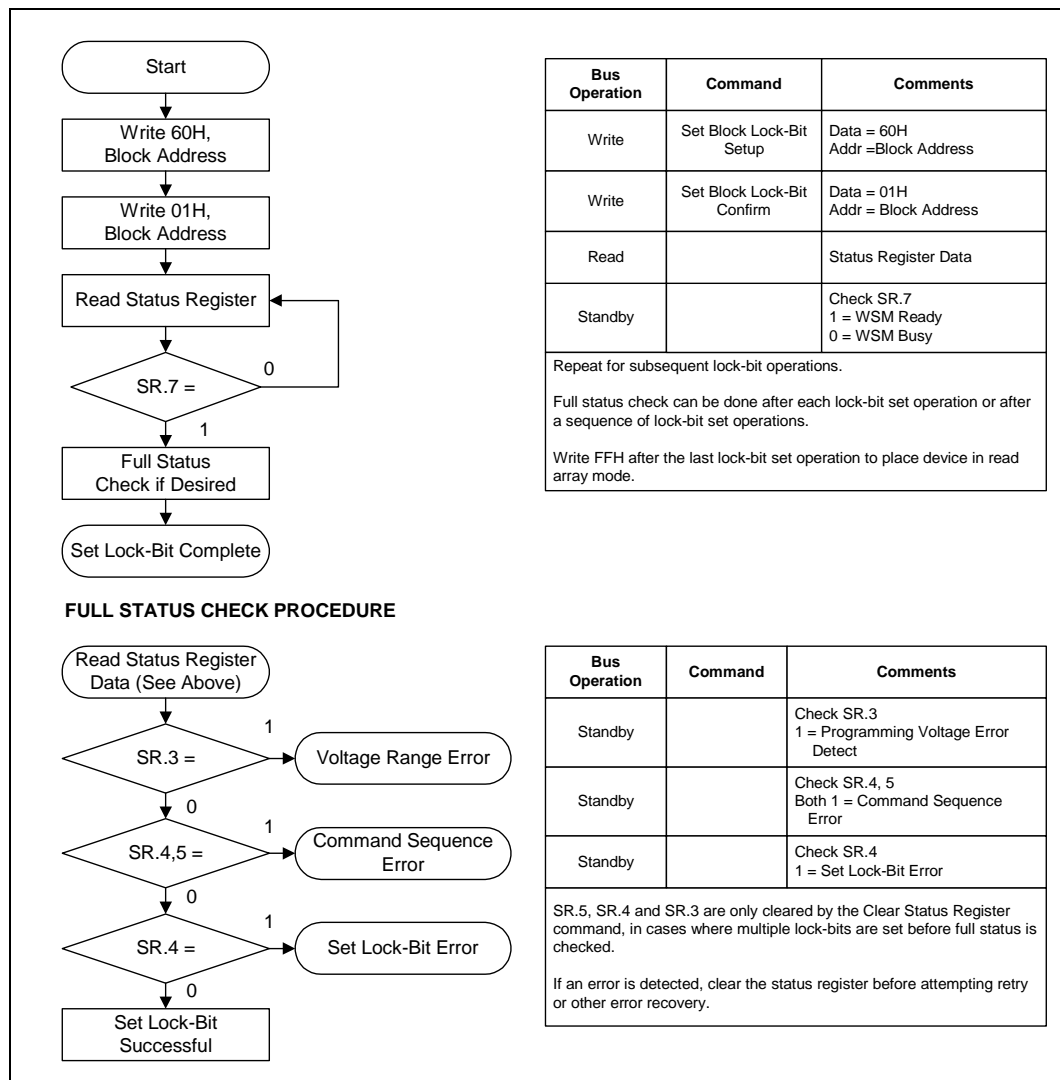 Start
Write 60H,
Block Address
Write 01H,
Block Address
Read Status Register
SR.7 =
0
1
Full Status
Check if Desired
Set Lock-Bit Complete
Bus
Operation
Command
Comments
Write
Set Block Lock-Bit
Setup
Data = 60H
Addr =Block Address
Write
Set Block Lock-Bit
Confirm
Data = 01H
Addr = Block Address
Read
Status Register Data
Standby
Check SR.7
1 = WSM Ready
0 = WSM Busy
Repeat for subsequent lock-bit operations.
Full status check can be done after each lock-bit set operation or after
a sequence of lock-bit set operations.
Write FFH after the last lock-bit set operation to place device in read
array mode.
FULL STATUS CHECK PROCEDURE
Read Status Register
Data (See Above)
SR.3 =
1
Voltage Range Error
0
SR.4,5 =
1
Command Sequence
Error
0
SR.4 =
1
Set Lock-Bit Error
0
Set Lock-Bit
Successful
Bus
Operation
Command
Comments
Standby
Check SR.3
1 = Programming Voltage Error
Detect
Standby
Check SR.4, 5
Both 1 = Command Sequence
Error
Standby
Check SR.4
1 = Set Lock-Bit Error
SR.5, SR.4 and SR.3 are only cleared by the Clear Status Register
command, in cases where multiple lock-bits are set before full status is
checked.
If an error is detected, clear the status register before attempting retry
or other error recovery.